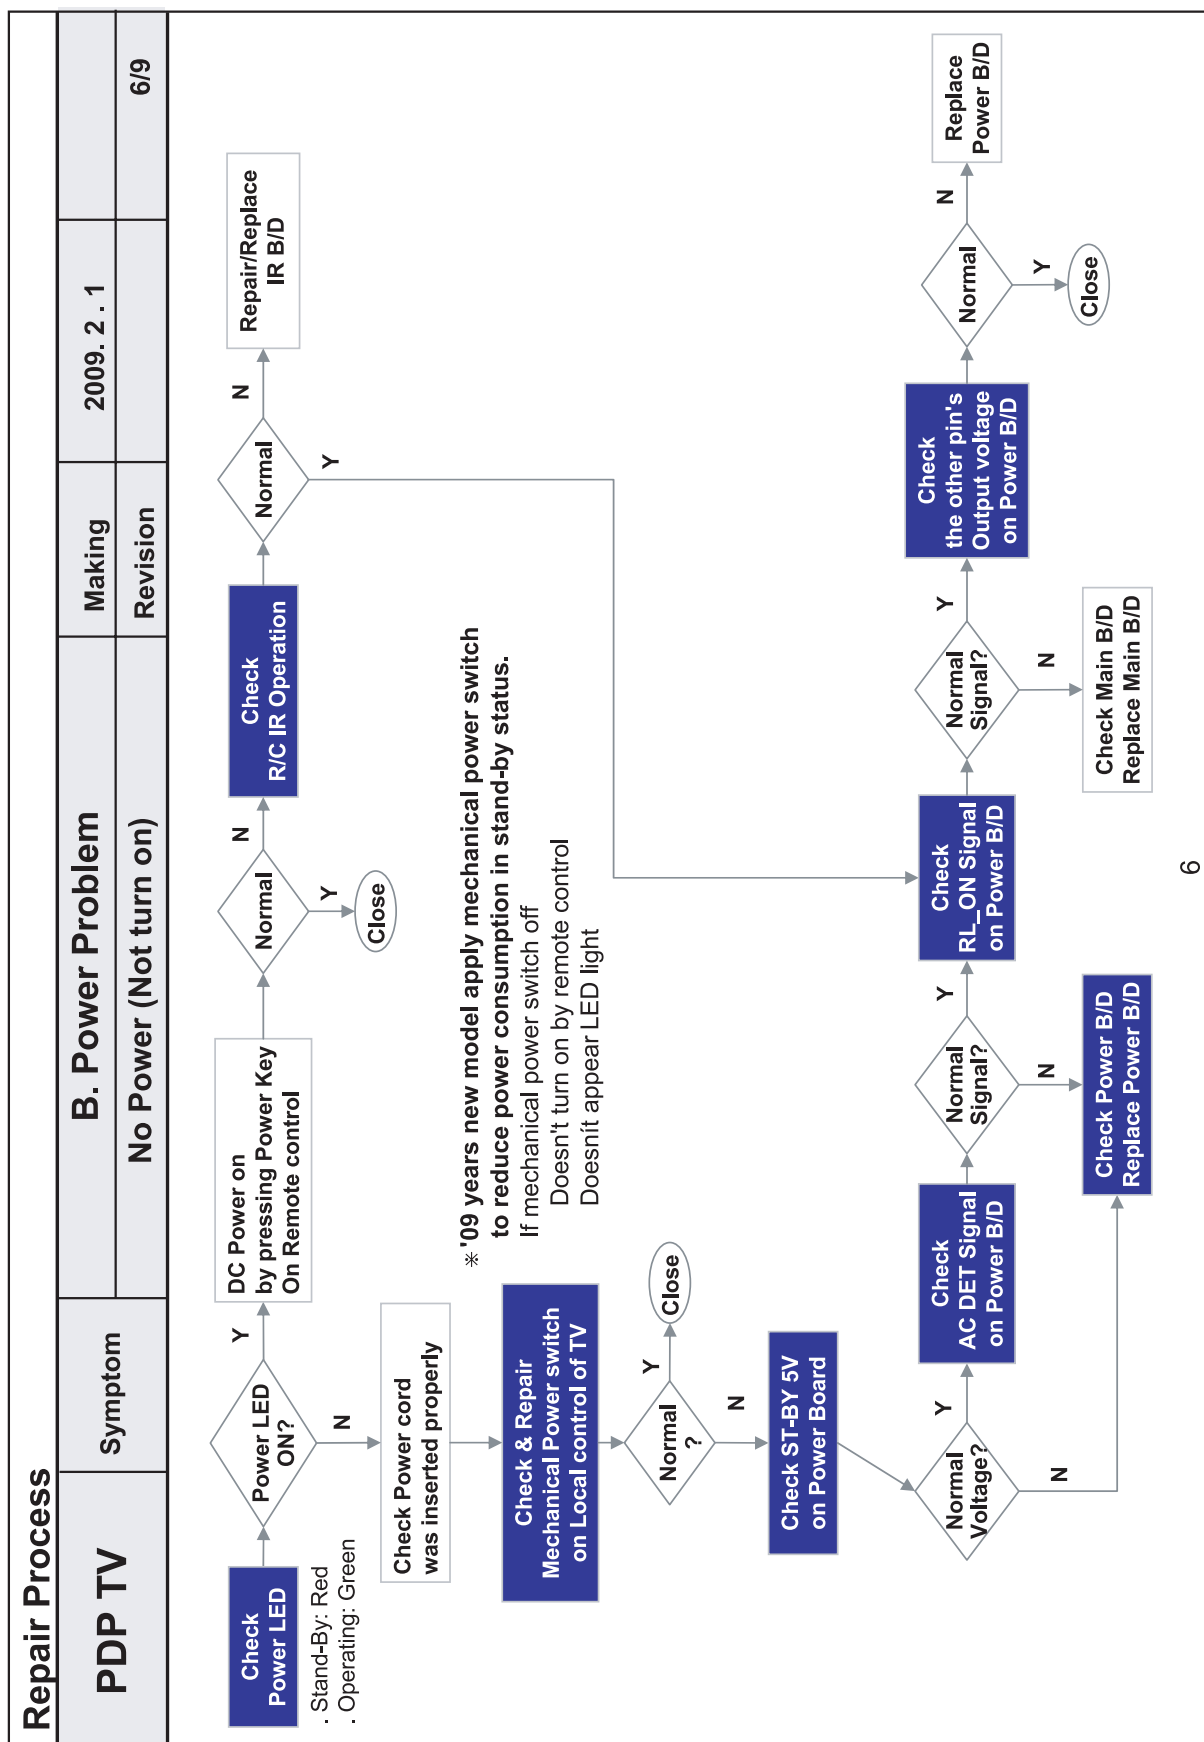 Repair Process
PDP TV
Symptom
B. Power Problem
Making
2009. 2 . 1
No Power (Not turn on)
Revision
6/9
Check
Power LED
. Stand-By: Red
. Operating: Green
Power LED
ON?
Y
N
DC Power on
by pressing Power Key
On Remote control
Normal
Y
Close
N
Check
R/C IR Operation
Normal
Y
N
Repair/Replace
IR B/D
Check Power cord
was inserted properly
※ '09 years new model apply mechanical power switch
to reduce power consumption in stand-by status.
If mechanical power switch off
Doesn't turn on by remote control
Doesnít appear LED light
Check & Repair
Mechanical Power switch
on Local control of TV
Normal
?
Y
Close
N
Check ST-BY 5V
on Power Board
Normal
Voltage?
Y
N
Check
AC DET Signal
on Power B/D
Normal
Signal?
Y
N
Check Power B/D
Replace Power B/D
Check
RL_ON Signal
on Power B/D
Normal
Signal?
Y
N
Check Main B/D
Replace Main B/D
Check
the other pin's
Output voltage
on Power B/D
Normal
Y
Close
N
Replace
Power B/D
6